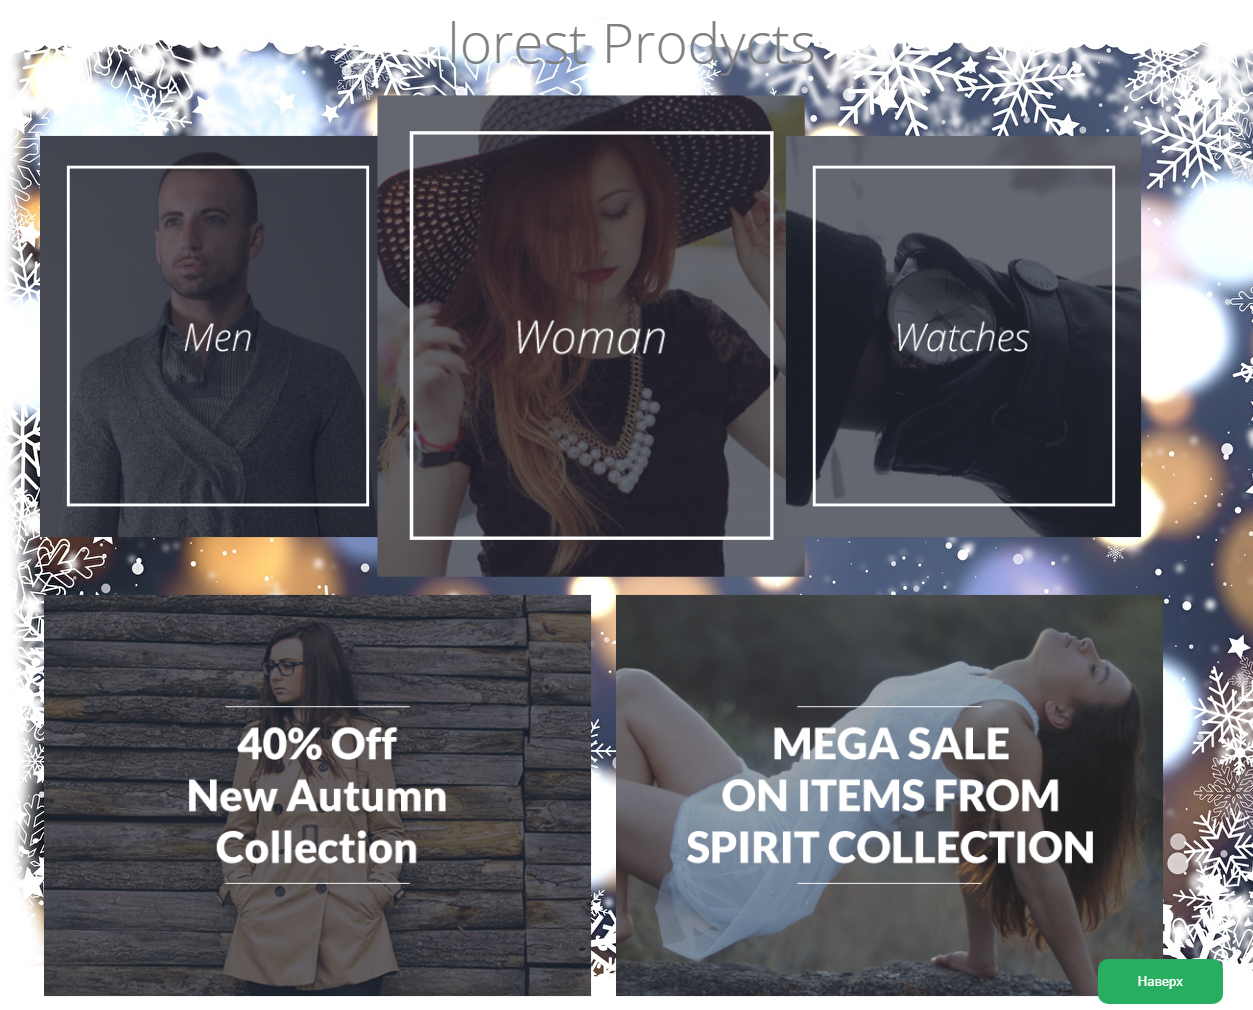 lorest Prodycts
Men
Woman
Watches
40% Off
New Autumn
Collection
MEGA SALE
ON ITEMS FROM
SPIRIT COLLECTION
Наверх